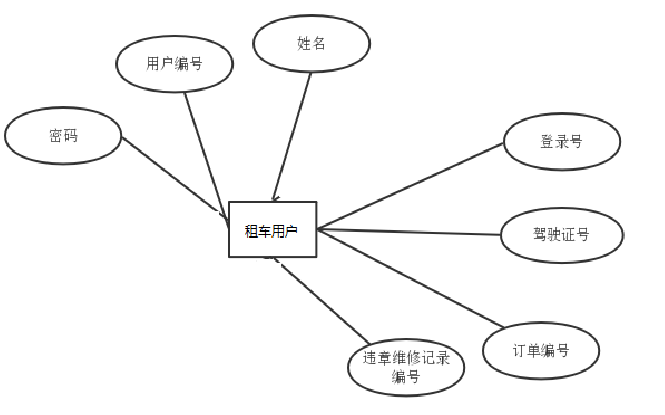 姓名
用户编号
密码
登录号
租车用户
驾驶证号
订单编号
违章维修记录
编号